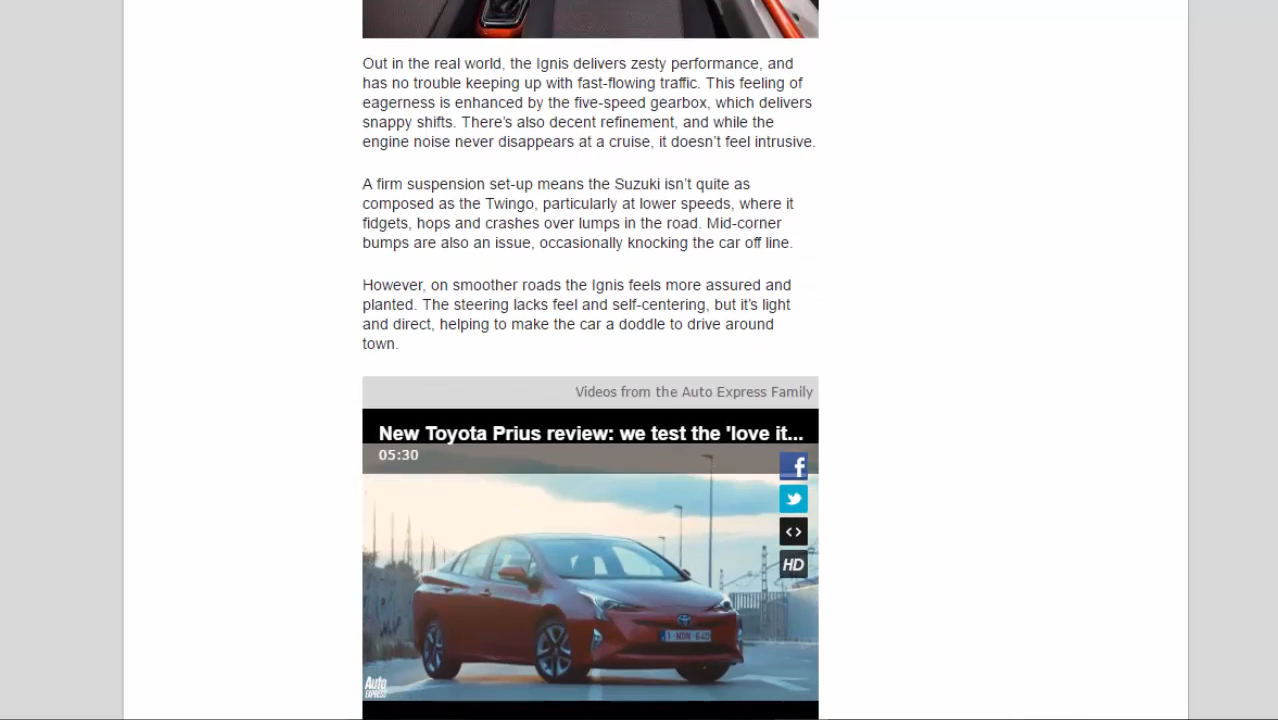 Out in the real world, the Ignis delivers zesty performance, and
has no trouble keeping up with fast-flowing traffic. This feeling of
eagerness is enhanced by the five-speed gearbox, which delivers
snappy shifts. There’s also decent refinement, and while the
engine noise never disappears at a cruise, it doesn’t feel intrusive.
A firm suspension set-up means the Suzuki isn’t quite as
composed as the Twingo, particularly at lower speeds, where it
fidgets, hops and crashes over lumps in the road. Mid-corner
bumps are also an issue, occasionally knocking the car off line.
However, on smoother roads the Ignis feels more assured and
planted. The steering lacks feel and self-centering, but it’s light
and direct, helping to make the car a doddle to drive around
town.
Videos from the Auto Express Family
New Toyota Prius review: we test the 'love it...
05:30
f
<>
HD
Auto
EXPRESS